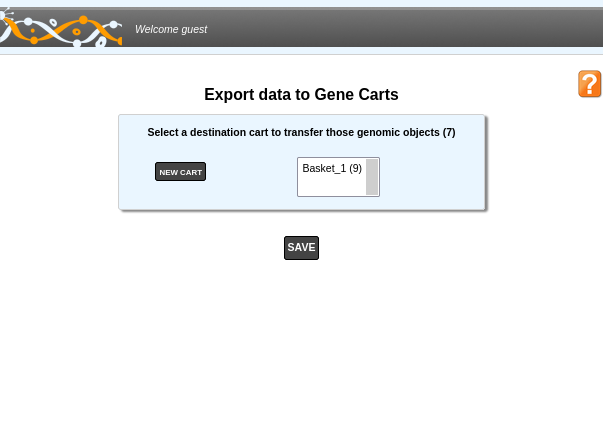 Welcome guest
?
Export data to Gene Carts
Select a destination cart to transfer those genomic objects (7)
NEW CART
Basket_1 (9)
SAVE